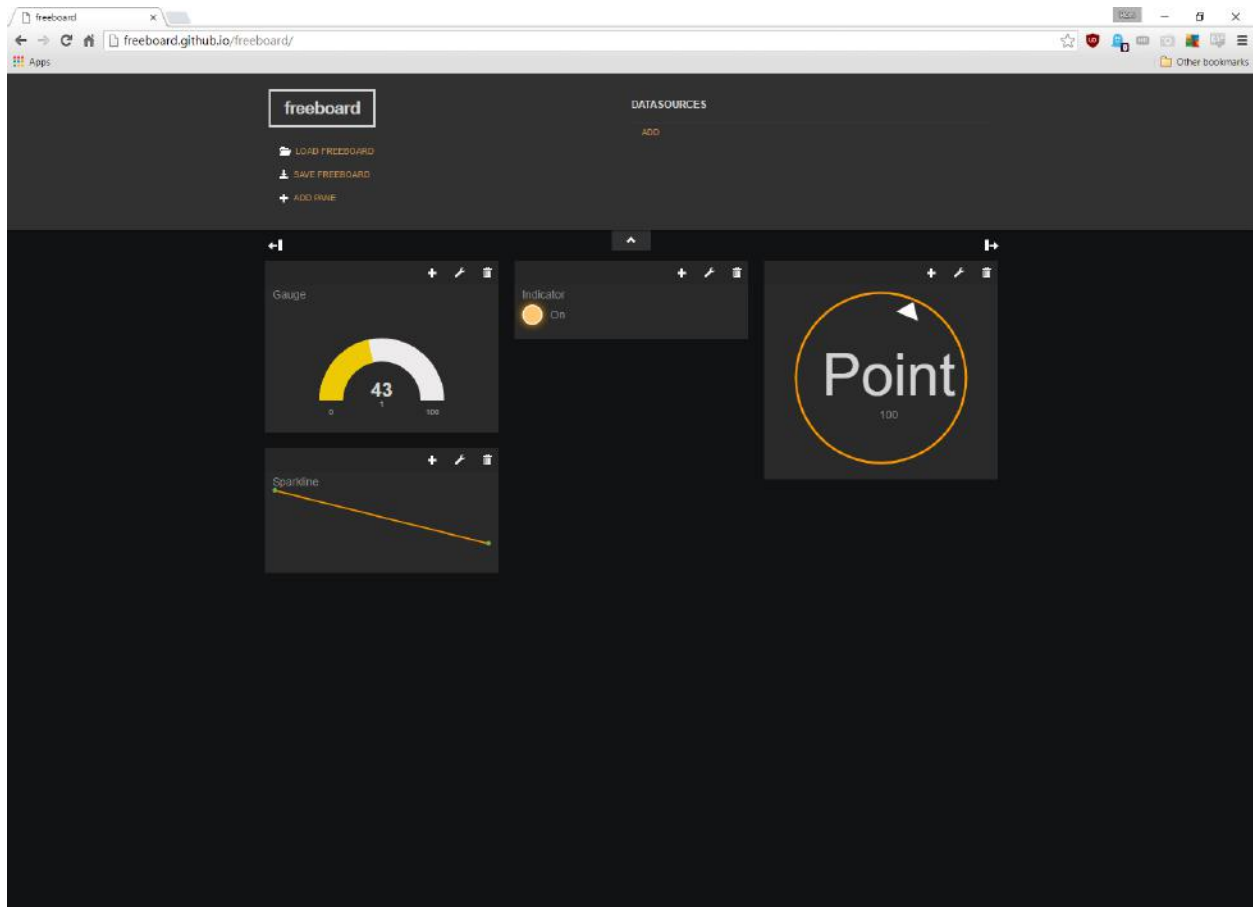 freeboard
freeboard.github.io/freeboard/
Apps
Other bookmarks
freeboard
DATASOURCES
ADD
LOAD FREEBOARD
SAVE FREEBOARD
ADD PANE
Gauge
43
1
0
100
Indicator
On
Point
100
Sparkline